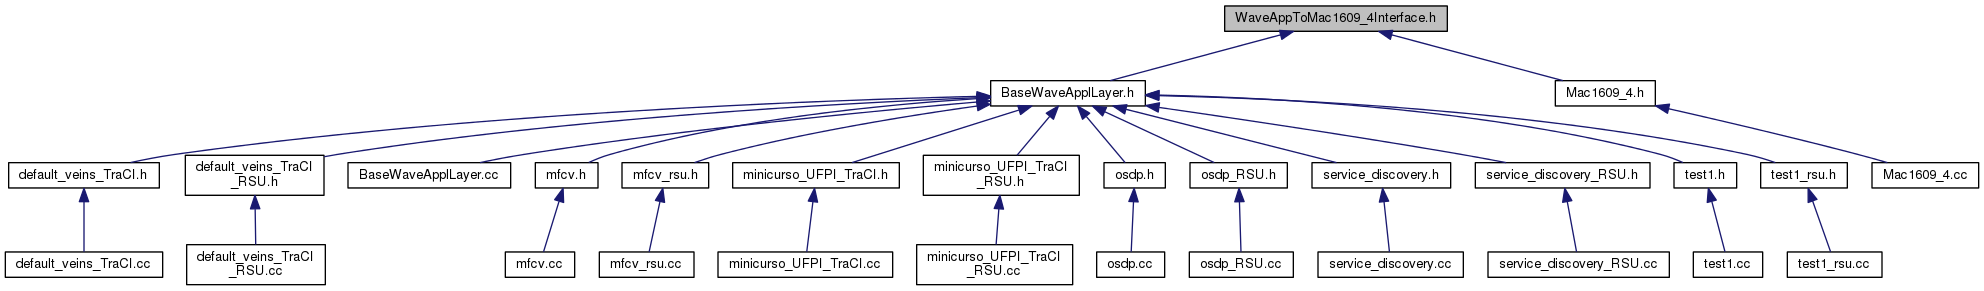 WaveAppToMac1609_4Interface.h
BaseWaveApplLayer.h
Mac1609_4.h
default_veins_TraCI.h
default_veins_TraCI
_RSU.h
BaseWaveApplLayer.cc
mfcv.h
mfcv_rsu.h
minicurso_UFPI_TraCI.h
minicurso_UFPI_TraCI
_RSU.h
osdp.h
osdp_RSU.h
service_discovery.h
service_discovery_RSU.h
test1.h
test1_rsu.h
Mac1609_4.cc
default_veins_TraCI.cc
default_veins_TraCI
_RSU.cc
mfcv.cc
mfcv_rsu.cc
minicurso_UFPI_TraCI.cc
minicurso_UFPI_TraCI
_RSU.cc
osdp.cc
osdp_RSU.cc
service_discovery.cc
service_discovery_RSU.cc
test1.cc
test1_rsu.cc